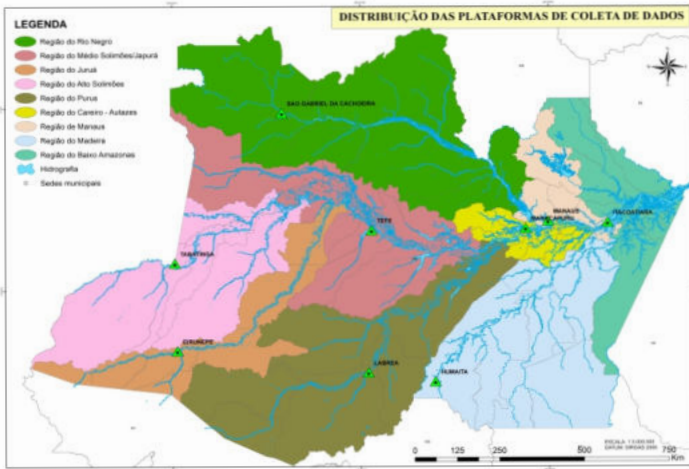 DISTRIBUIÇÃO DAS PLATAFORMAS DE COLETA DE DADOS
LEGENDA
Região do Rio Negro
Região do Médio Solimões/Japurá
Região do Juruá
Região do Alto Solimões
Região do Purus
Região do Careiro - Autazes
Região de Manaus
Região do Madeira
Região do Baixo Amazonas
Hidrografia
Sedes municipais
SAO GABRIEL DA CACHOEIRA
TEFE
MANAUS
ITACOATIARA
TABATINGA
EIRUNEPE
LABREA
HUMAITA
0 125 250 500 750
Km